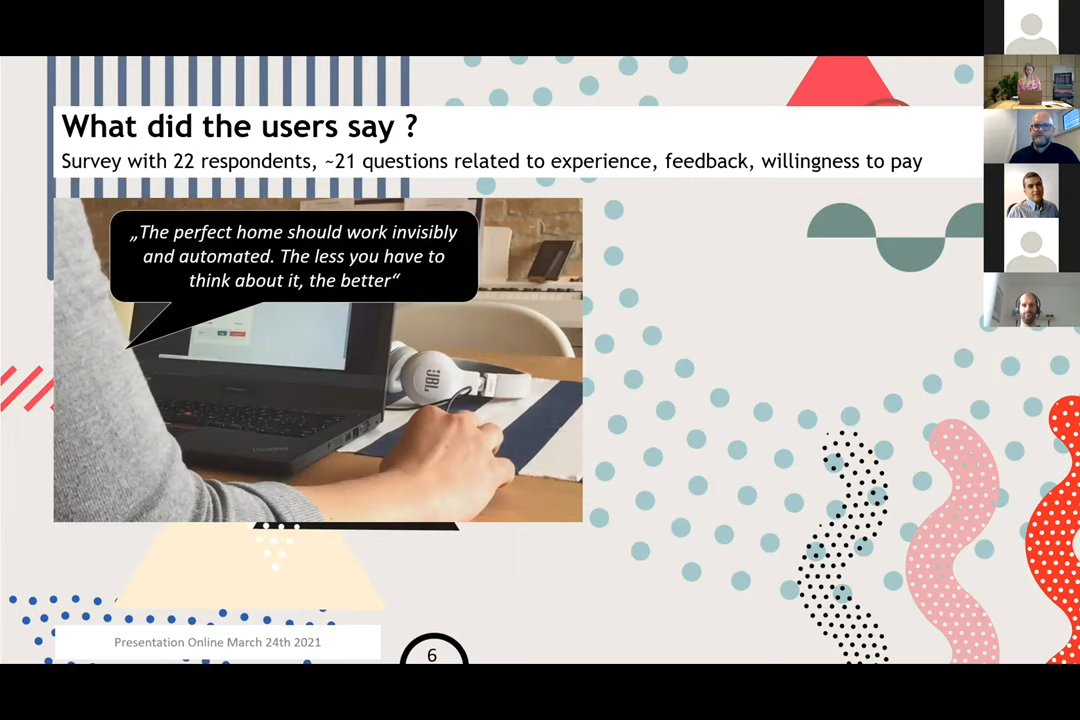 What did the users say ?
Survey with 22 respondents, ~21 questions related to experience, feedback, willingness to pay
„The perfect home should work invisibly
and automated. The less you have to
think about it, the better“
JBL
Presentation Online March 24th 2021
6